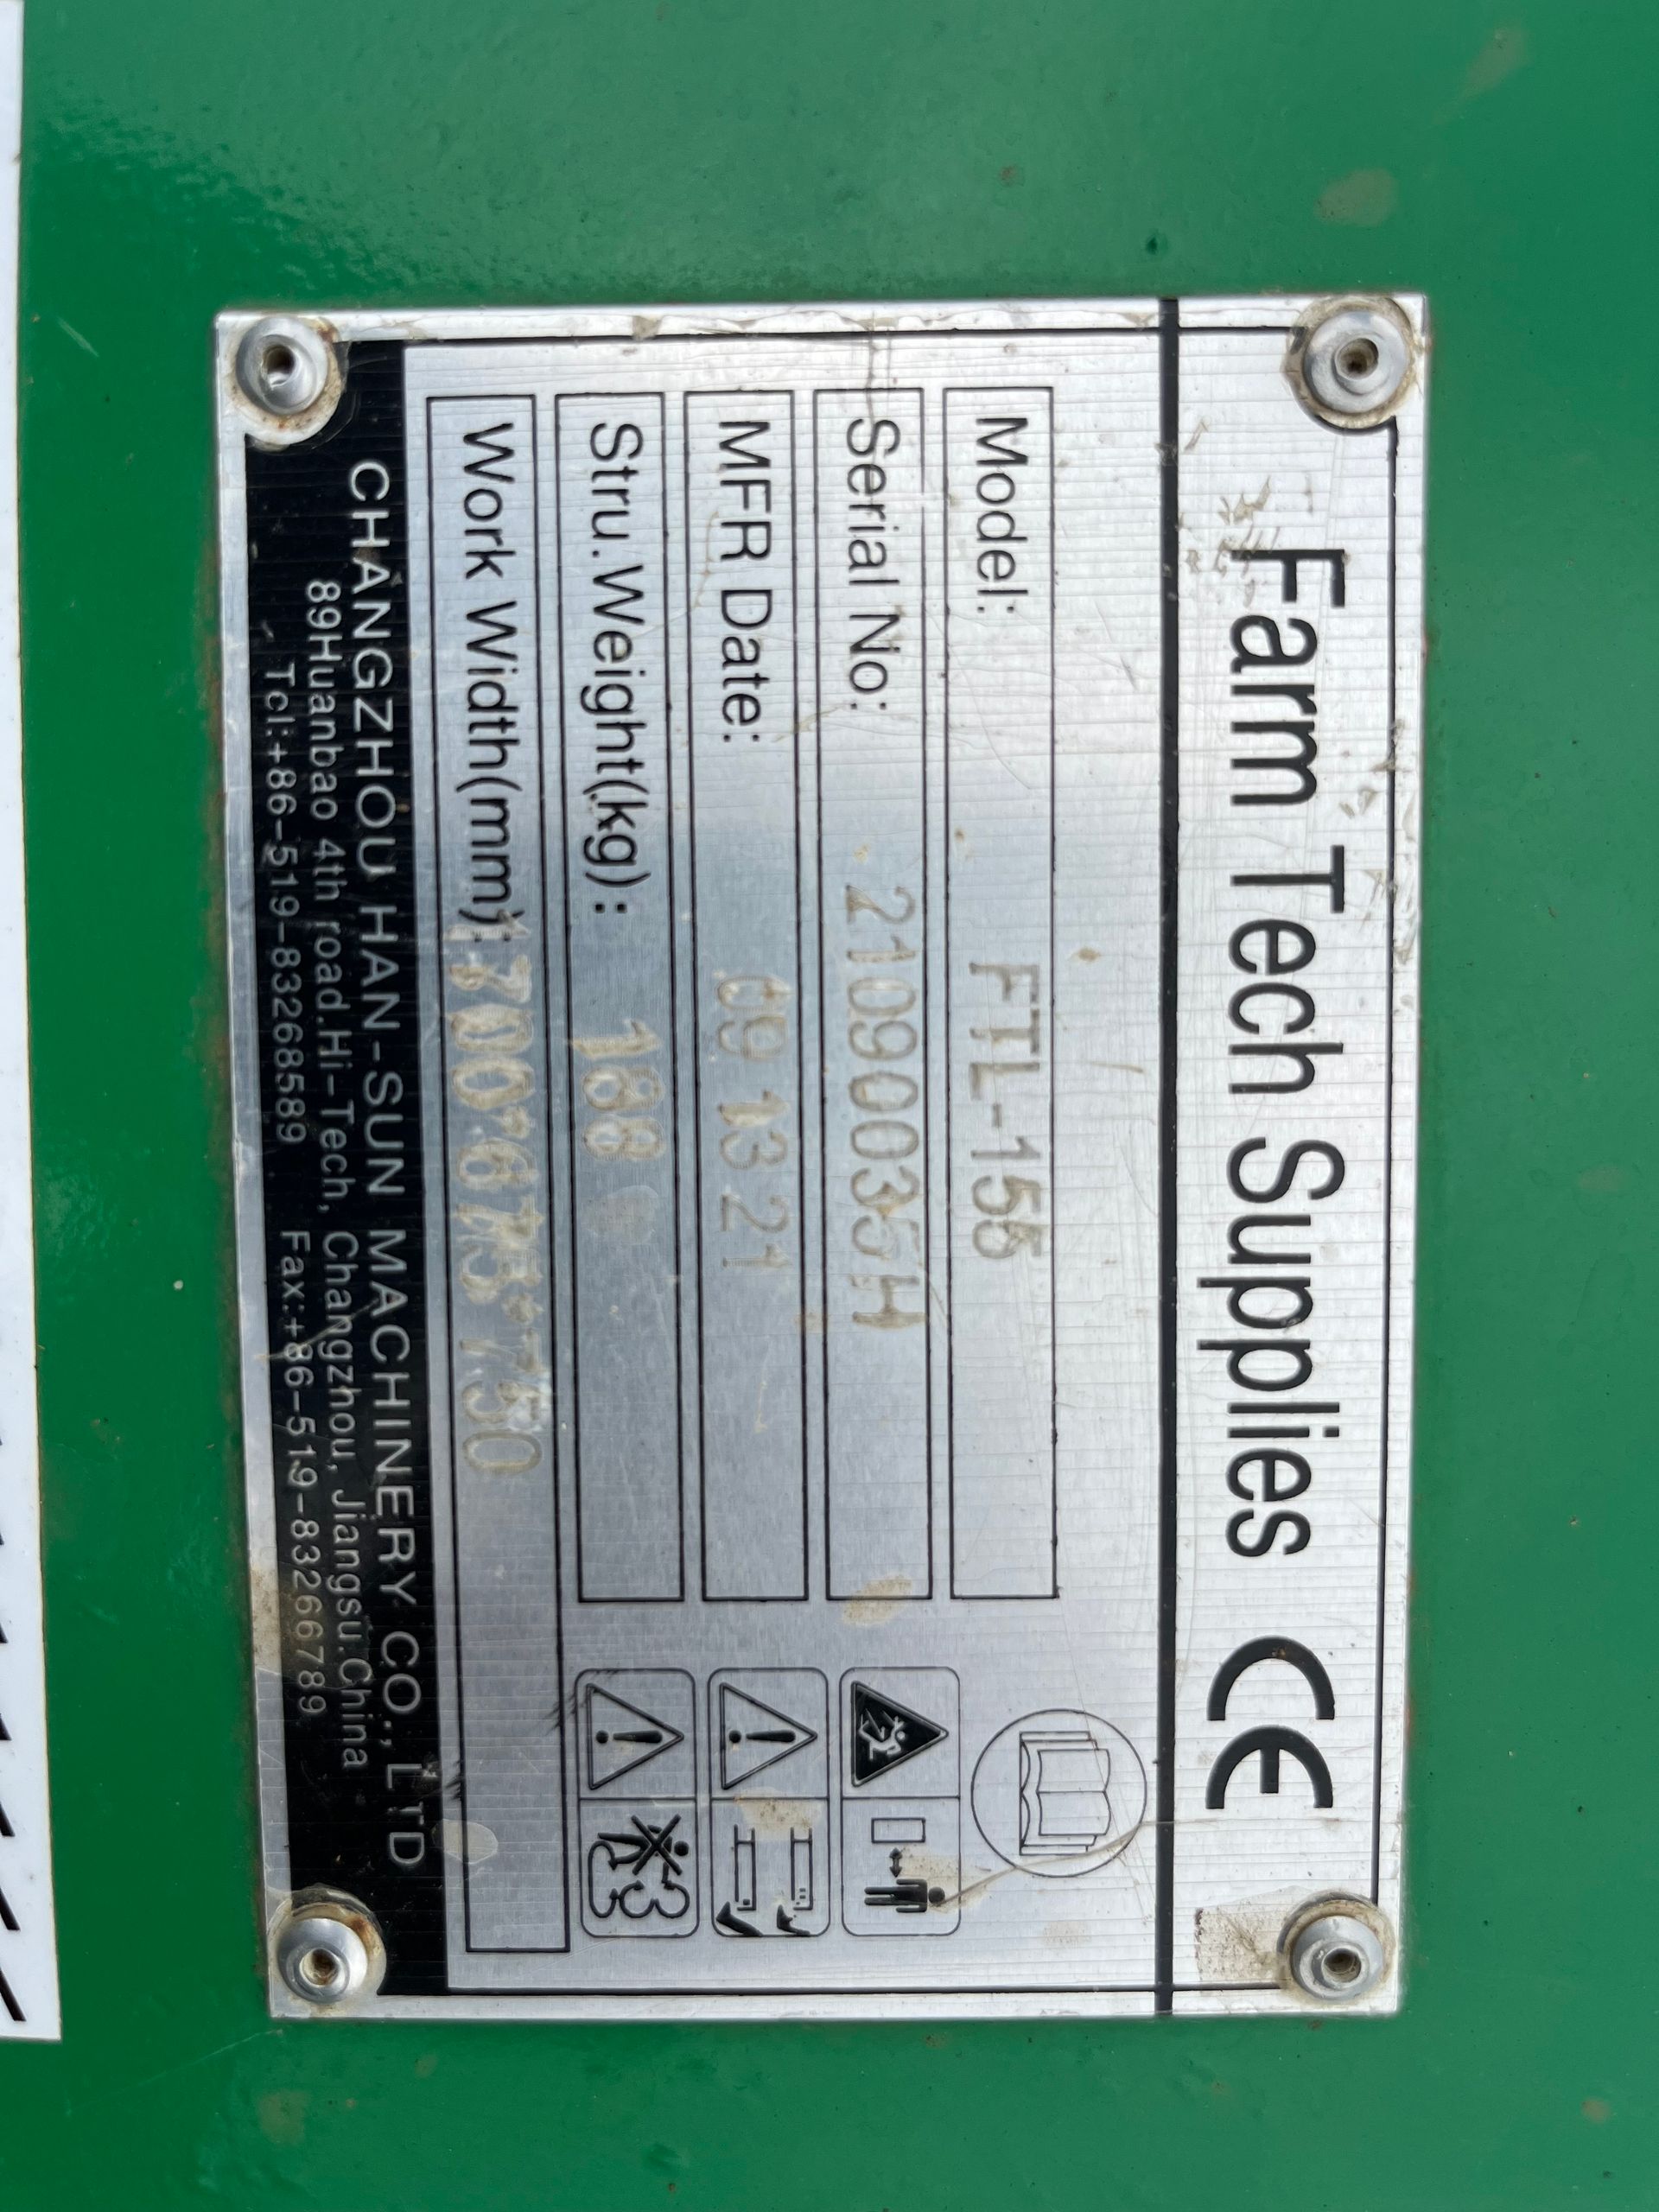 Farm Tech Supplies CE
Model: FTL-155
Serial No: 21090035H
MFR Date: 09 13 21
Stru.Weight(kg): 188
Work Width(mm): 1700*675*750
CHANGZHOU HAN-SUN MACHINERY CO., LTD
89Huanbao 4th road.Hi-Tech, Changzhou, Jiangsu.China
Tel:+86-519-83268589 Fax:+86-519-83266789